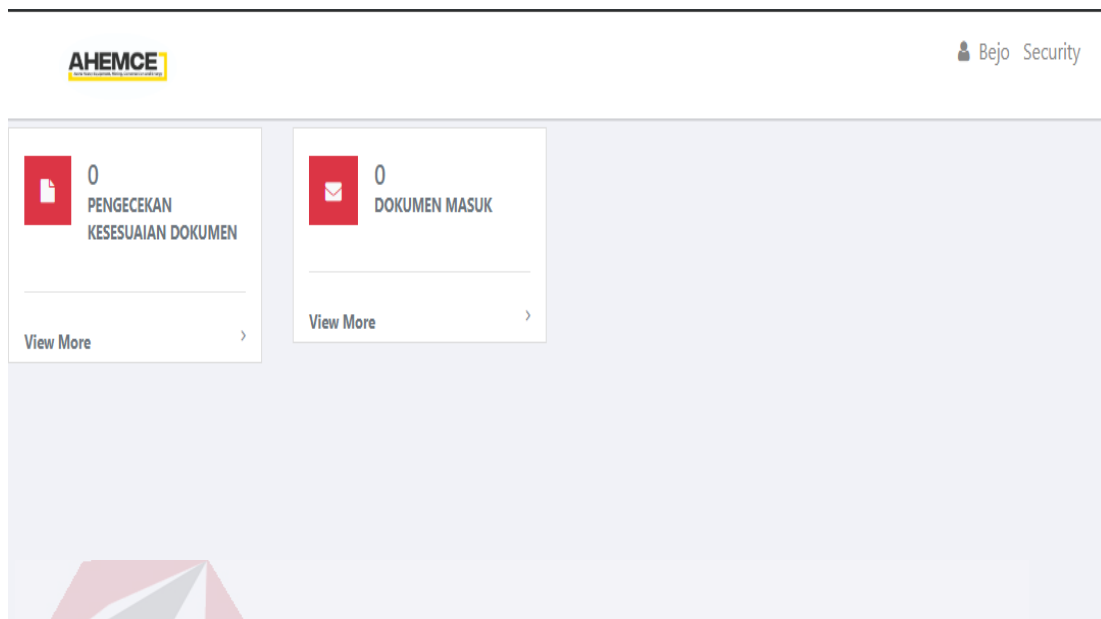 AHEMCE
Bejo Security
0
PENGECEKAN
KESESUAIAN DOKUMEN
View More
0
DOKUMEN MASUK
View More